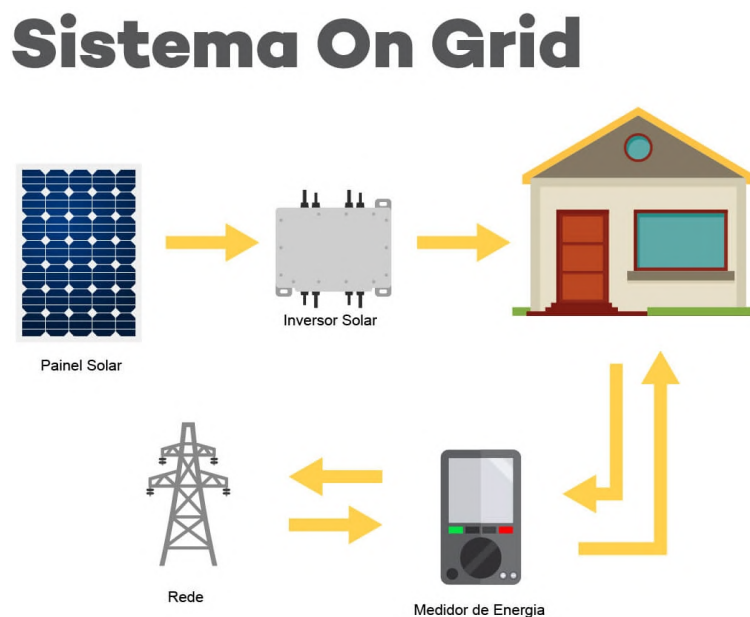 Sistema On Grid
Inversor Solar
Painel Solar
Rede
Medidor de Energia